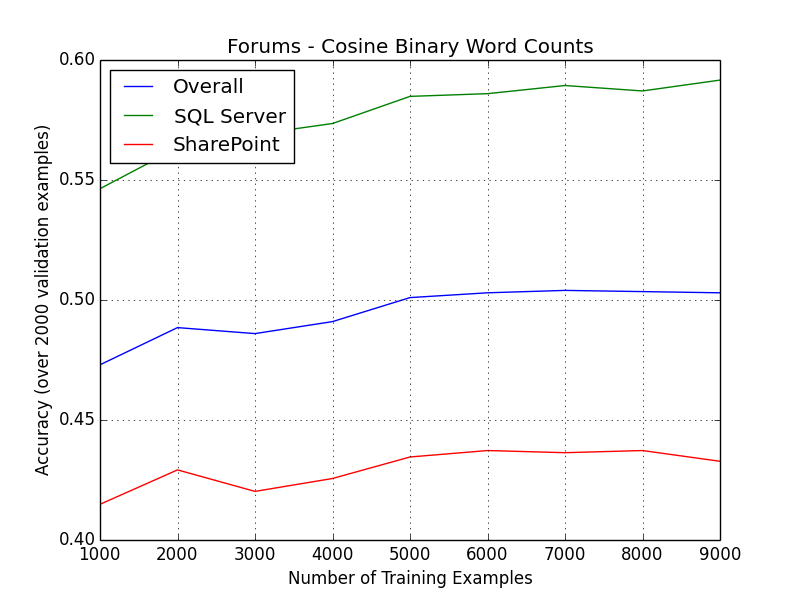 Forums - Cosine Binary Word Counts
0.60
0.55
0.50
0.45
0.40
Accuracy (over 2000 validation examples)
Overall
SQL Server
SharePoint
1000 2000 3000 4000 5000 6000 7000 8000 9000
Number of Training Examples